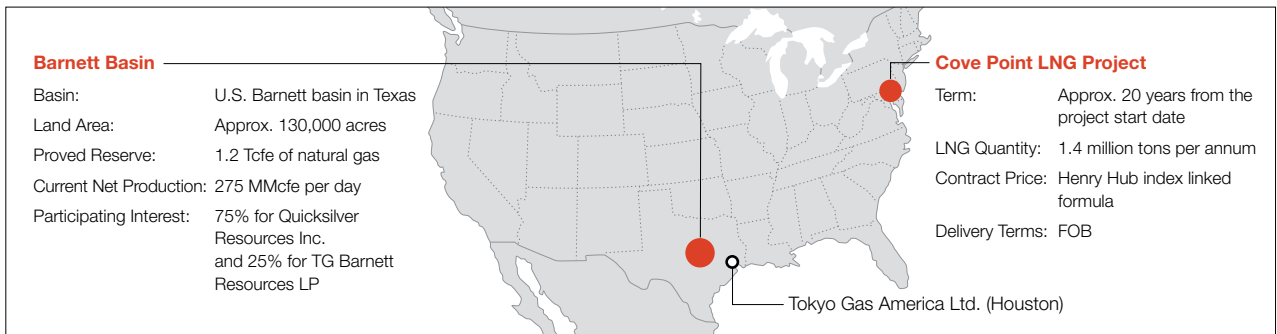 Barnett Basin
Basin: U.S. Barnett basin in Texas
Land Area: Approx. 130,000 acres
Proved Reserve: 1.2 Tcfe of natural gas
Current Net Production: 275 MMcfe per day
Participating Interest: 75% for Quicksilver
Resources Inc.
and 25% for TG Barnett
Resources LP
Cove Point LNG Project
Term: Approx. 20 years from the
project start date
LNG Quantity: 1.4 million tons per annum
Contract Price: Henry Hub index linked
formula
Delivery Terms: FOB
Tokyo Gas America Ltd. (Houston)